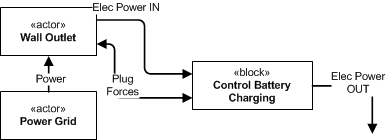 Elec Power IN
«actor»
Wall Outlet
«block»
Control Battery
Charging
Elec Power
OUT
Power
Plug
Forces
«actor»
Power Grid